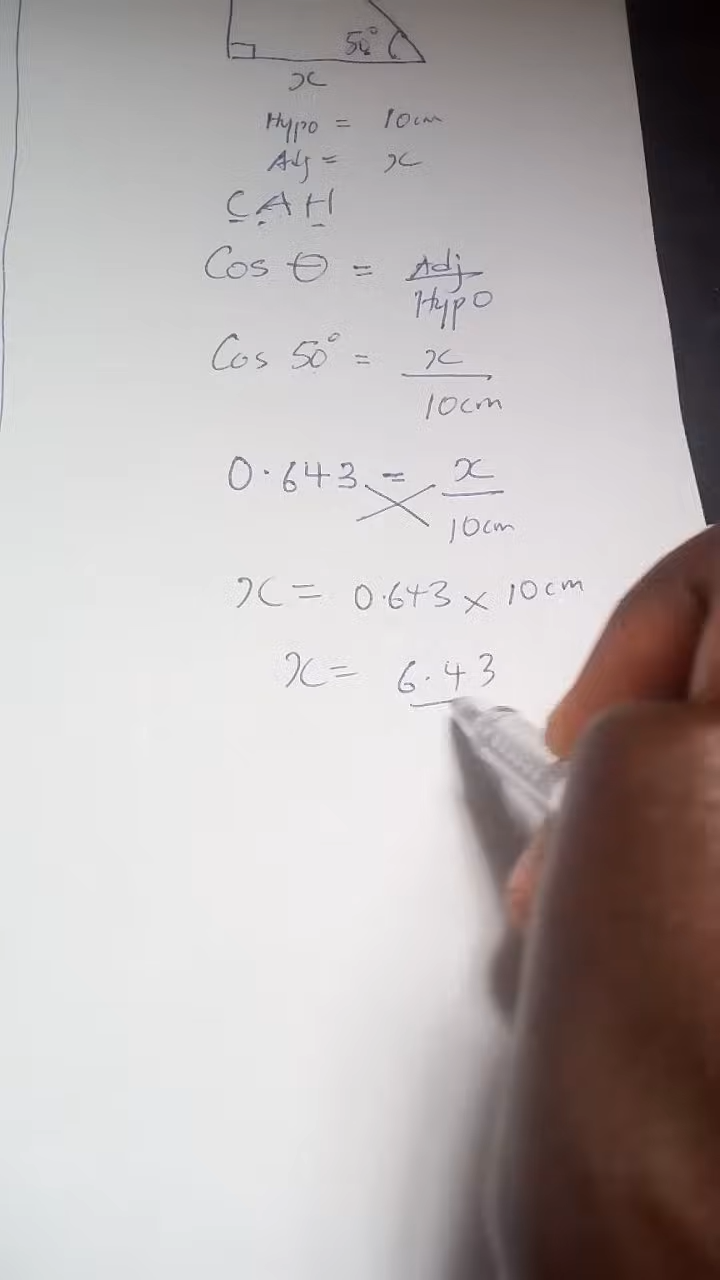 50°
x
Hypo = 10cm
Adj = x
CAH
Cos θ = Adj/Hypo
Cos 50° = x/10cm
0.643 = x/10cm
x = 0.643 × 10cm
x = 6.43